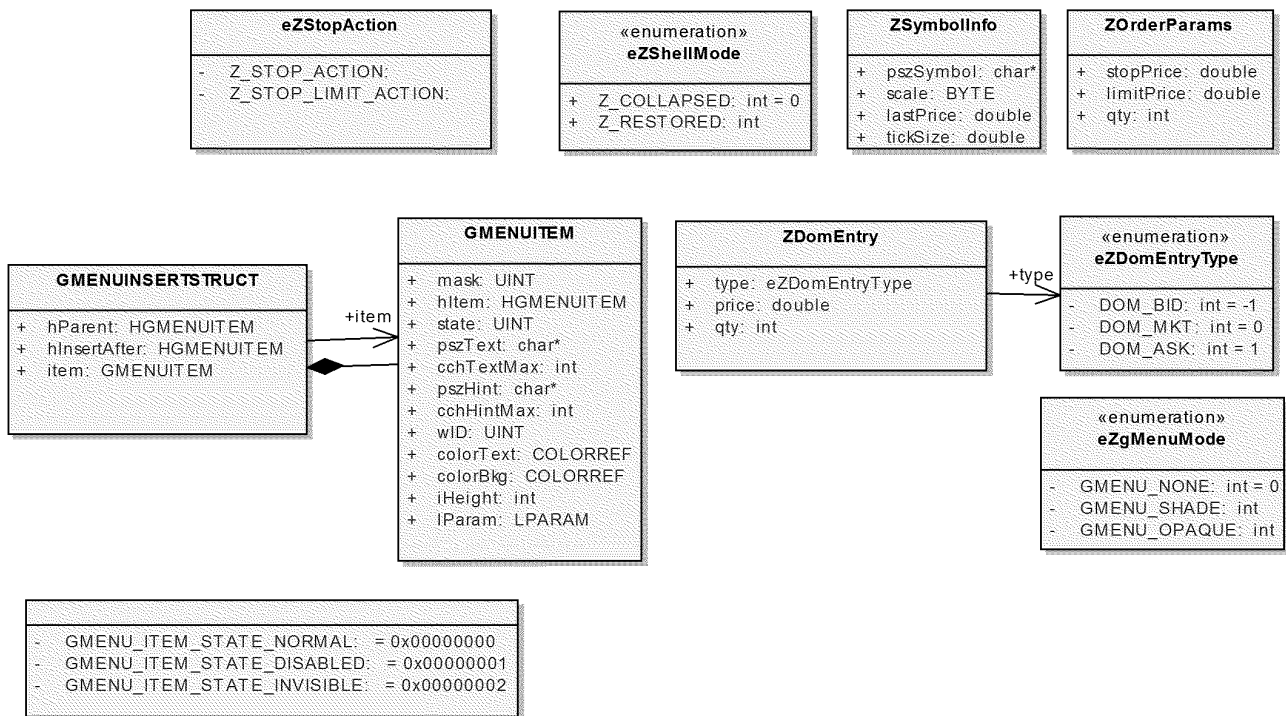 eZStopAction
- Z_STOP_ACTION:
- Z_STOP_LIMIT_ACTION:
«enumeration»
eZShellMode
+ Z_COLLAPSED: int = 0
+ Z_RESTORED: int
ZSymbolInfo
+ pszSymbol: char*
+ scale: BYTE
+ lastPrice: double
+ tickSize: double
ZOrderParams
+ stopPrice: double
+ limitPrice: double
+ qty: int
GMENUINSERTSTRUCT
+ hParent: HGMENUITEM
+ hInsertAfter: HGMENUITEM
+ item: GMENUITEM
+item
GMENUITEM
+ mask: UINT
+ hItem: HGMENUITEM
+ state: UINT
+ pszText: char*
+ cchTextMax: int
+ pszHint: char*
+ cchHintMax: int
+ wID: UINT
+ colorText: COLORREF
+ colorBkg: COLORREF
+ iHeight: int
+ lParam: LPARAM
ZDomEntry
+ type: eZDomEntryType
+ price: double
+ qty: int
+type
«enumeration»
eZDomEntryType
- DOM_BID: int = -1
- DOM_MKT: int = 0
- DOM_ASK: int = 1
«enumeration»
eZgMenuMode
- GMENU_NONE: int = 0
- GMENU_SHADE: int
- GMENU_OPAQUE: int
- GMENU_ITEM_STATE_NORMAL: = 0x00000000
- GMENU_ITEM_STATE_DISABLED: = 0x00000001
- GMENU_ITEM_STATE_INVISIBLE: = 0x00000002